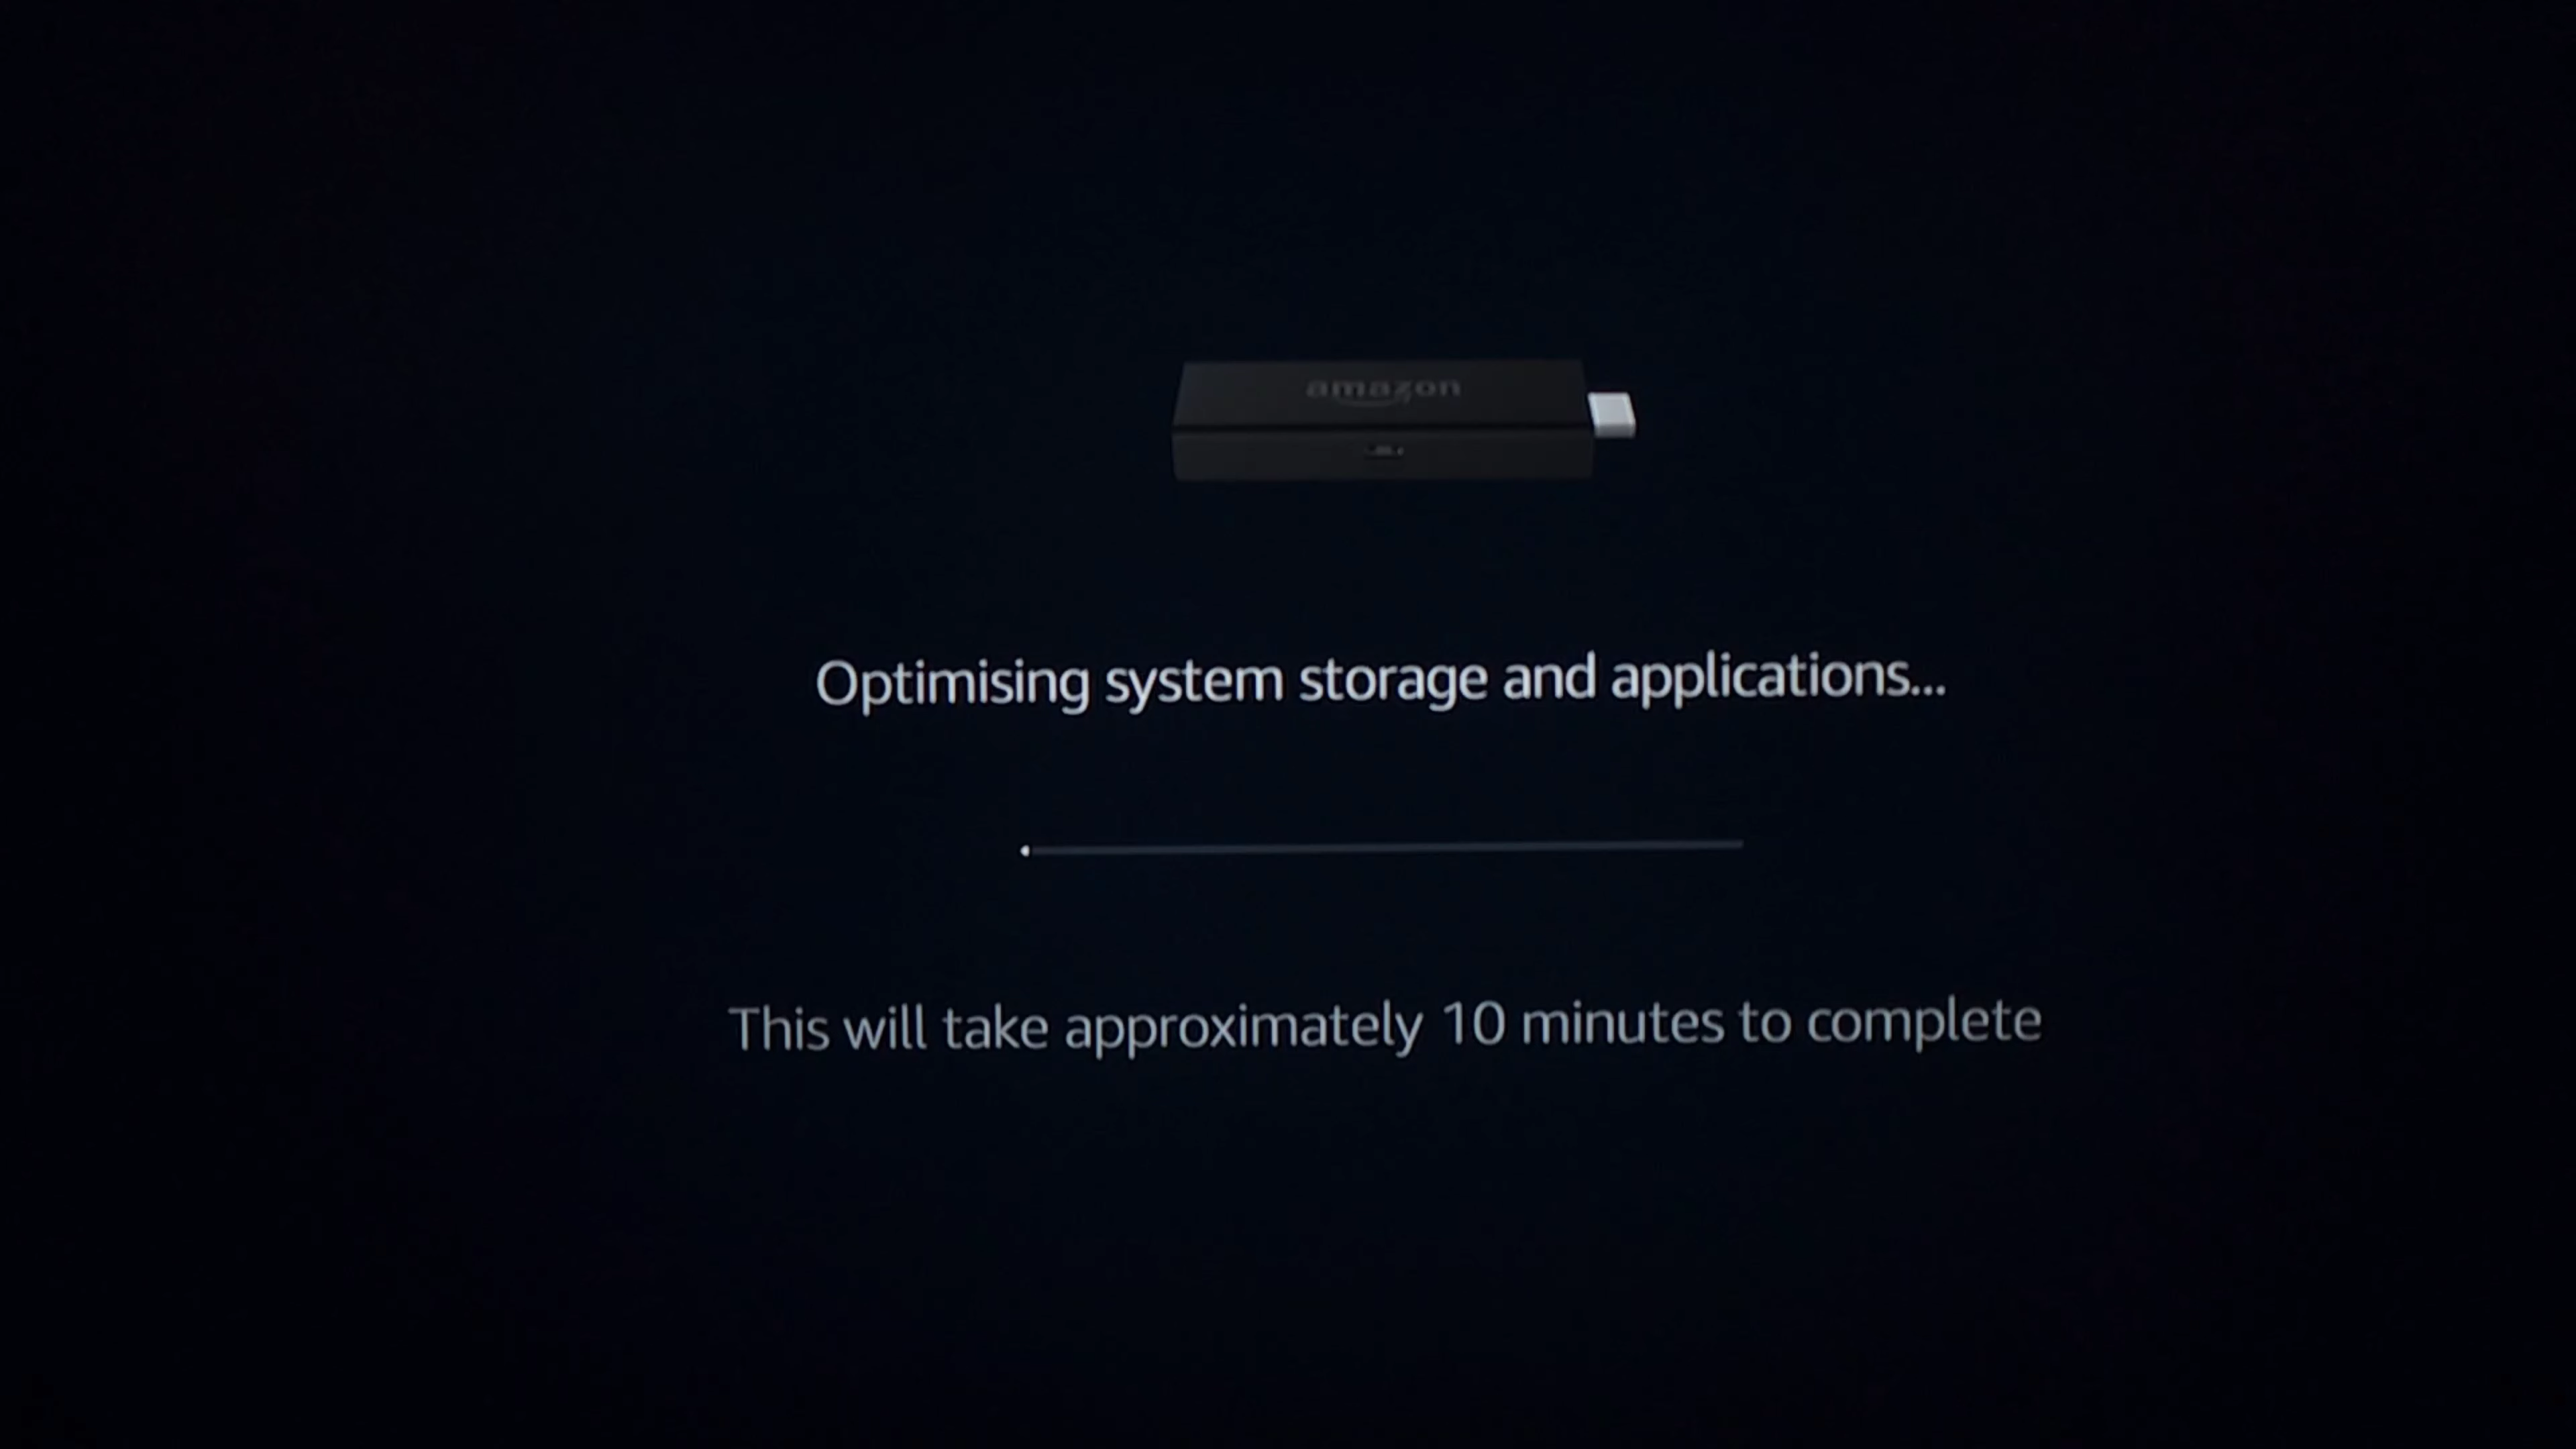 amazon
Optimising system storage and applications...
This will take approximately 10 minutes to complete